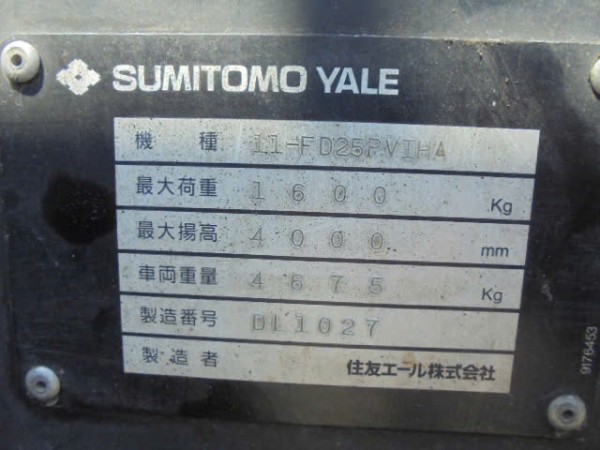 SUMITOMO YALE
機種 11-FD25PVIHA
最大荷重 1600 Kg
最大揚高 4000 mm
車両重量 4675 Kg
製造番号 DL1027
製造者 住友エール株式会社
9176453